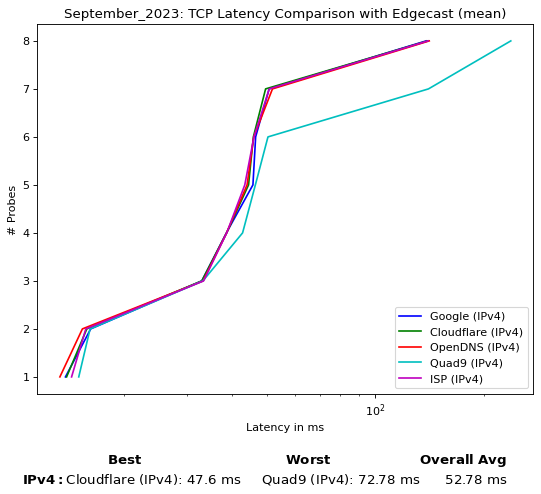 September_2023: TCP Latency Comparison with Edgecast (mean)
8
7
6
5
4
3
2
1
# Probes
Google (IPv4)
Cloudflare (IPv4)
OpenDNS (IPv4)
Quad9 (IPv4)
ISP (IPv4)
10²
Latency in ms
Best Worst Overall Avg
IPv4: Cloudflare (IPv4): 47.6 ms Quad9 (IPv4): 72.78 ms 52.78 ms